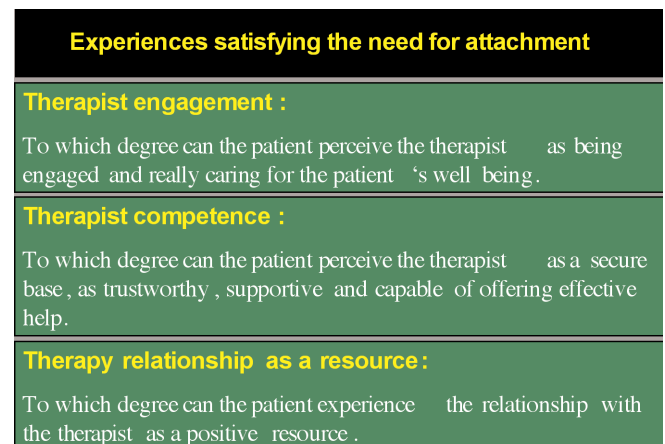 Experiences satisfying the need for attachment
Therapist engagement :
To which degree can the patient perceive the therapist as being
engaged and really caring for the patient ‘s well being.
Therapist competence :
To which degree can the patient perceive the therapist as a secure
base, as trustworthy, supportive and capable of offering effective
help.
Therapy relationship as a resource:
To which degree can the patient experience the relationship with
the therapist as a positive resource .